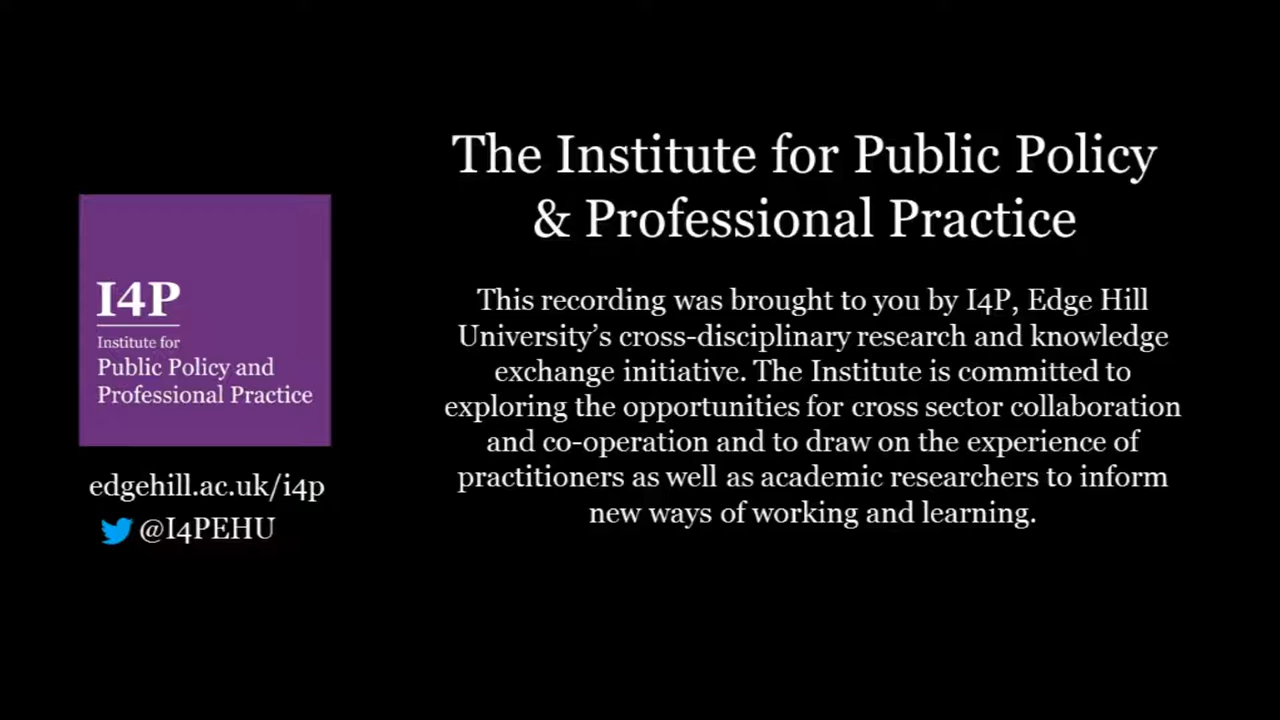 The Institute for Public Policy
& Professional Practice
I4P
Institute for
Public Policy and
Professional Practice
edgehill.ac.uk/i4p
@I4PEHU
This recording was brought to you by I4P, Edge Hill
University’s cross-disciplinary research and knowledge
exchange initiative. The Institute is committed to
exploring the opportunities for cross sector collaboration
and co-operation and to draw on the experience of
practitioners as well as academic researchers to inform
new ways of working and learning.